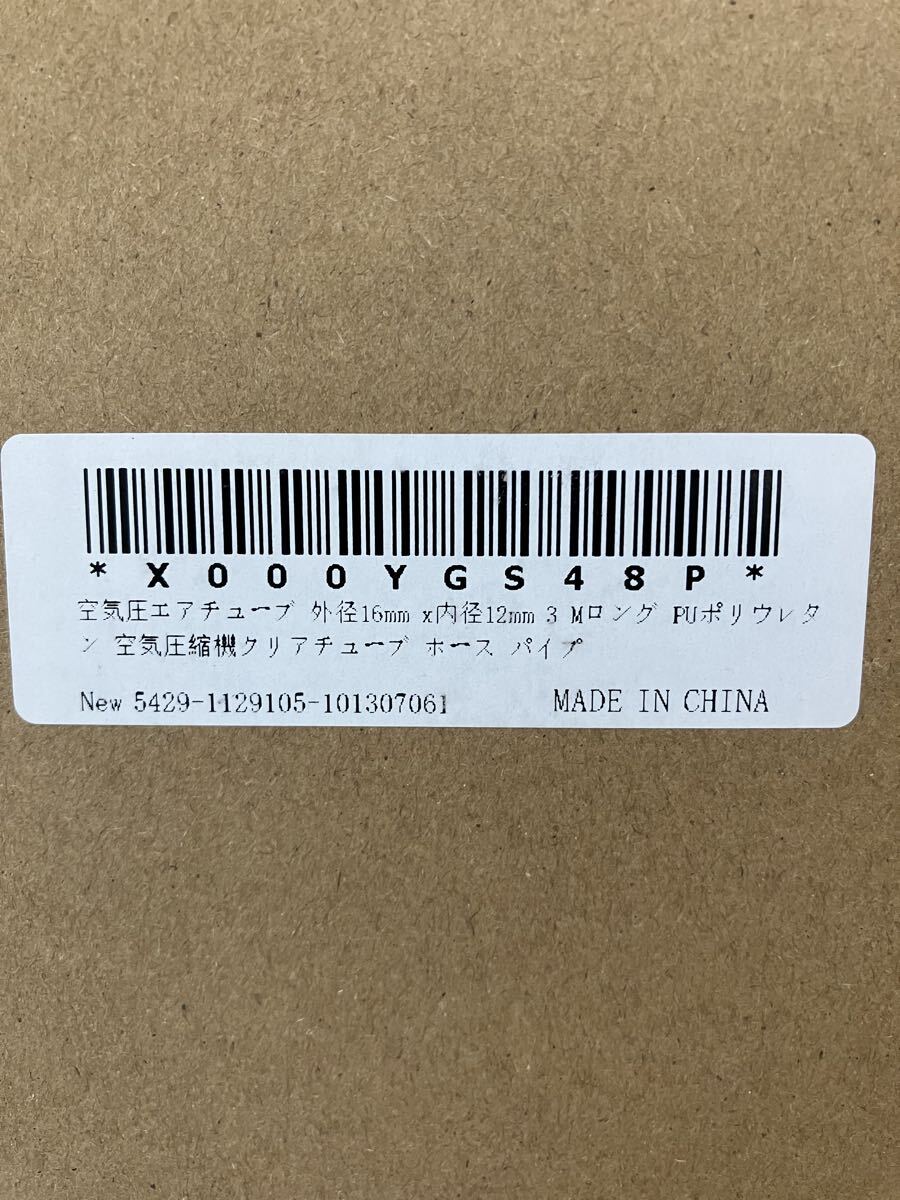 *X000YGS48P*
空気圧エアチューブ 外径16mm x内径12mm 3 Mロング PUポリウレタ
ン 空気圧縮機クリアチューブ ホース パイプ
New 5429-1129105-101307061 MADE IN CHINA